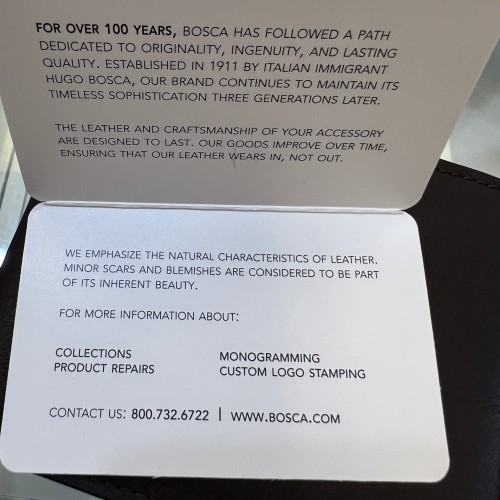 FOR OVER 100 YEARS, BOSCA HAS FOLLOWED A PATH
DEDICATED TO ORIGINALITY, INGENUITY, AND LASTING
QUALITY. ESTABLISHED IN 1911 BY ITALIAN IMMIGRANT
HUGO BOSCA, OUR BRAND CONTINUES TO MAINTAIN ITS
TIMELESS SOPHISTICATION THREE GENERATIONS LATER.
THE LEATHER AND CRAFTSMANSHIP OF YOUR ACCESSORY
ARE DESIGNED TO LAST. OUR GOODS IMPROVE OVER TIME,
ENSURING THAT OUR LEATHER WEARS IN, NOT OUT.
WE EMPHASIZE THE NATURAL CHARACTERISTICS OF LEATHER.
MINOR SCARS AND BLEMISHES ARE CONSIDERED TO BE PART
OF ITS INHERENT BEAUTY.
FOR MORE INFORMATION ABOUT:
COLLECTIONS MONOGRAMMING
PRODUCT REPAIRS CUSTOM LOGO STAMPING
CONTACT US: 800.732.6722 | WWW.BOSCA.COM